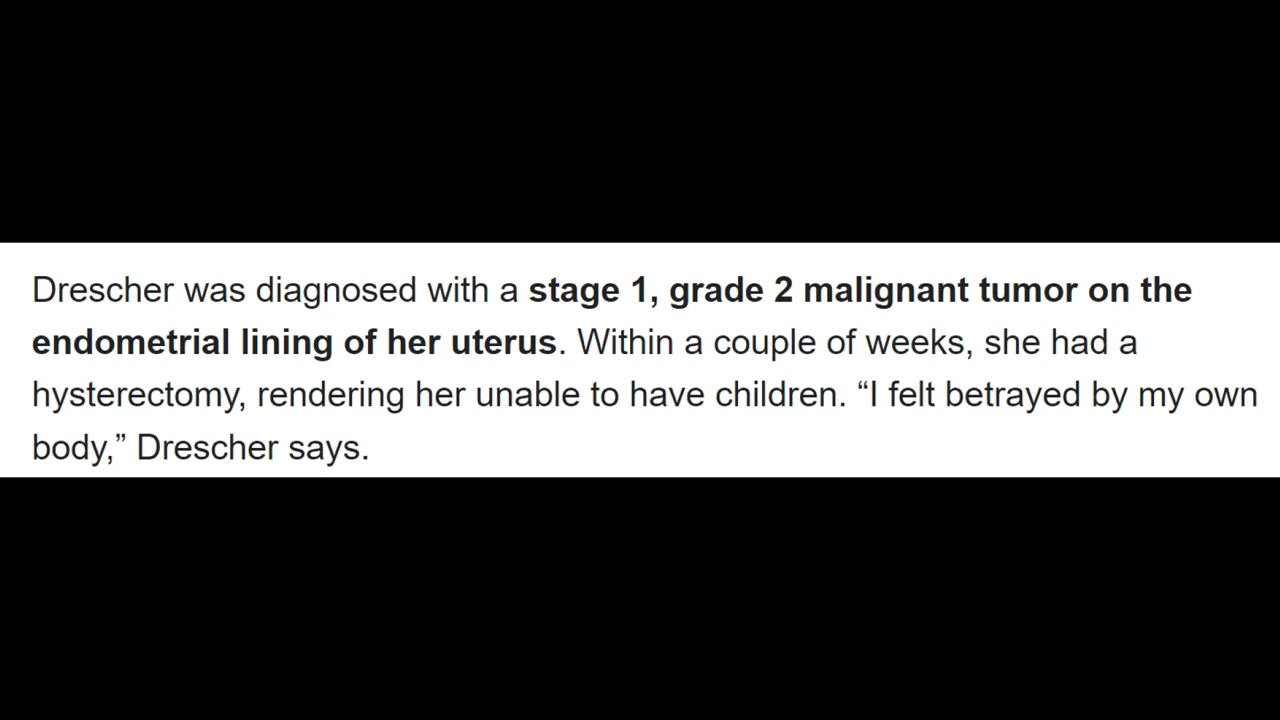 Drescher was diagnosed with a stage 1, grade 2 malignant tumor on the
endometrial lining of her uterus. Within a couple of weeks, she had a
hysterectomy, rendering her unable to have children. “I felt betrayed by my own
body,” Drescher says.